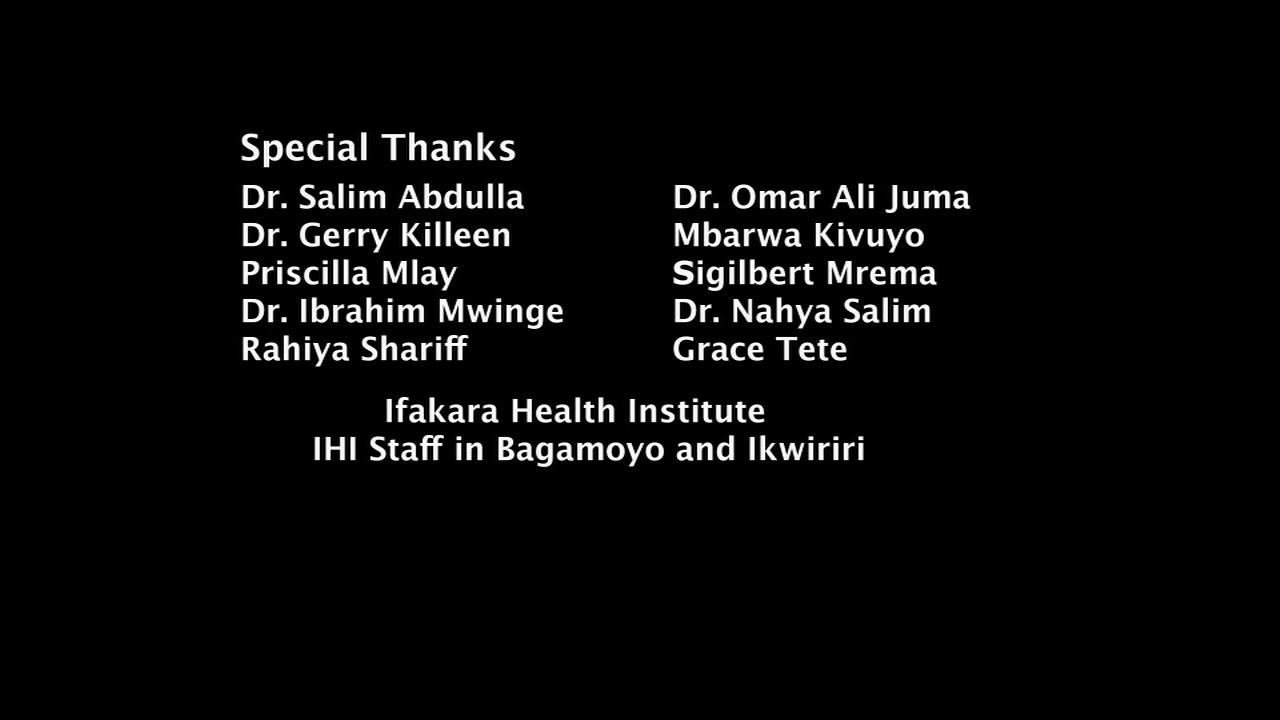 Special Thanks
Dr. Salim Abdulla
Dr. Gerry Killeen
Priscilla Mlay
Dr. Ibrahim Mwinge
Rahiya Shariff
Dr. Omar Ali Juma
Mbarwa Kivuyo
Sigilbert Mrema
Dr. Nahya Salim
Grace Tete
Ifakara Health Institute
IHI Staff in Bagamoyo and Ikwiriri